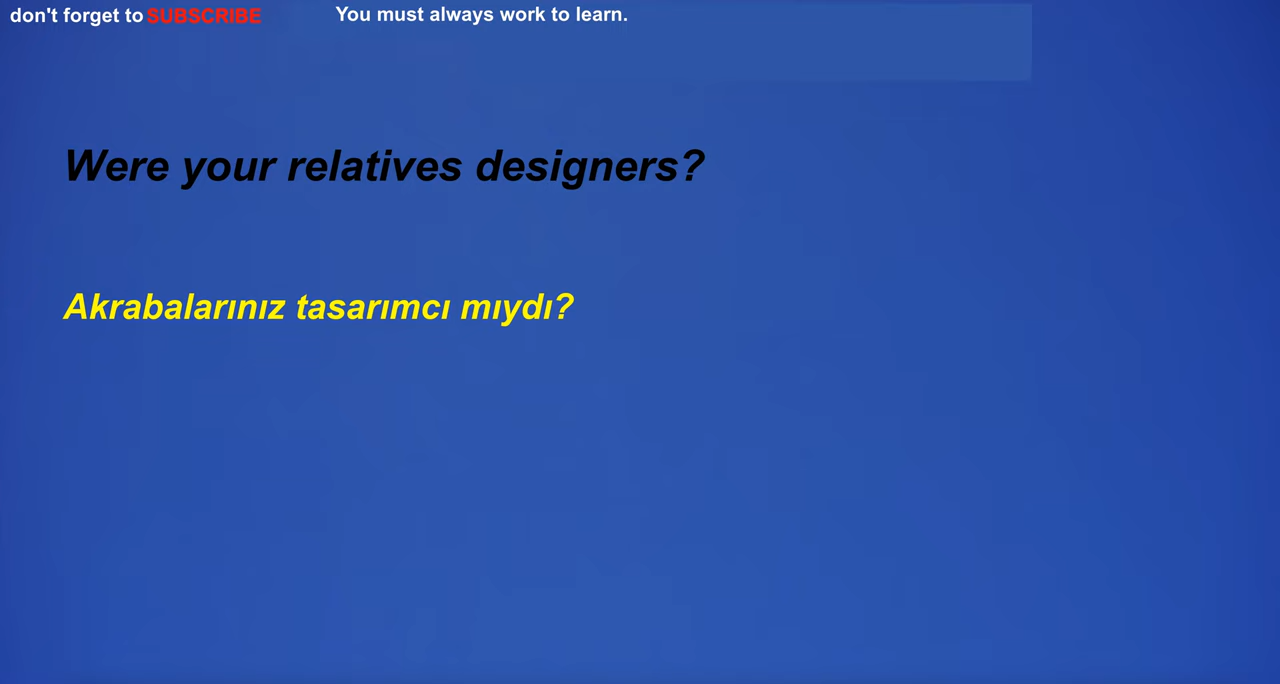 don't forget to SUBSCRIBE
You must always work to learn.
Were your relatives designers?
Akrabalarınız tasarımcı mıydı?